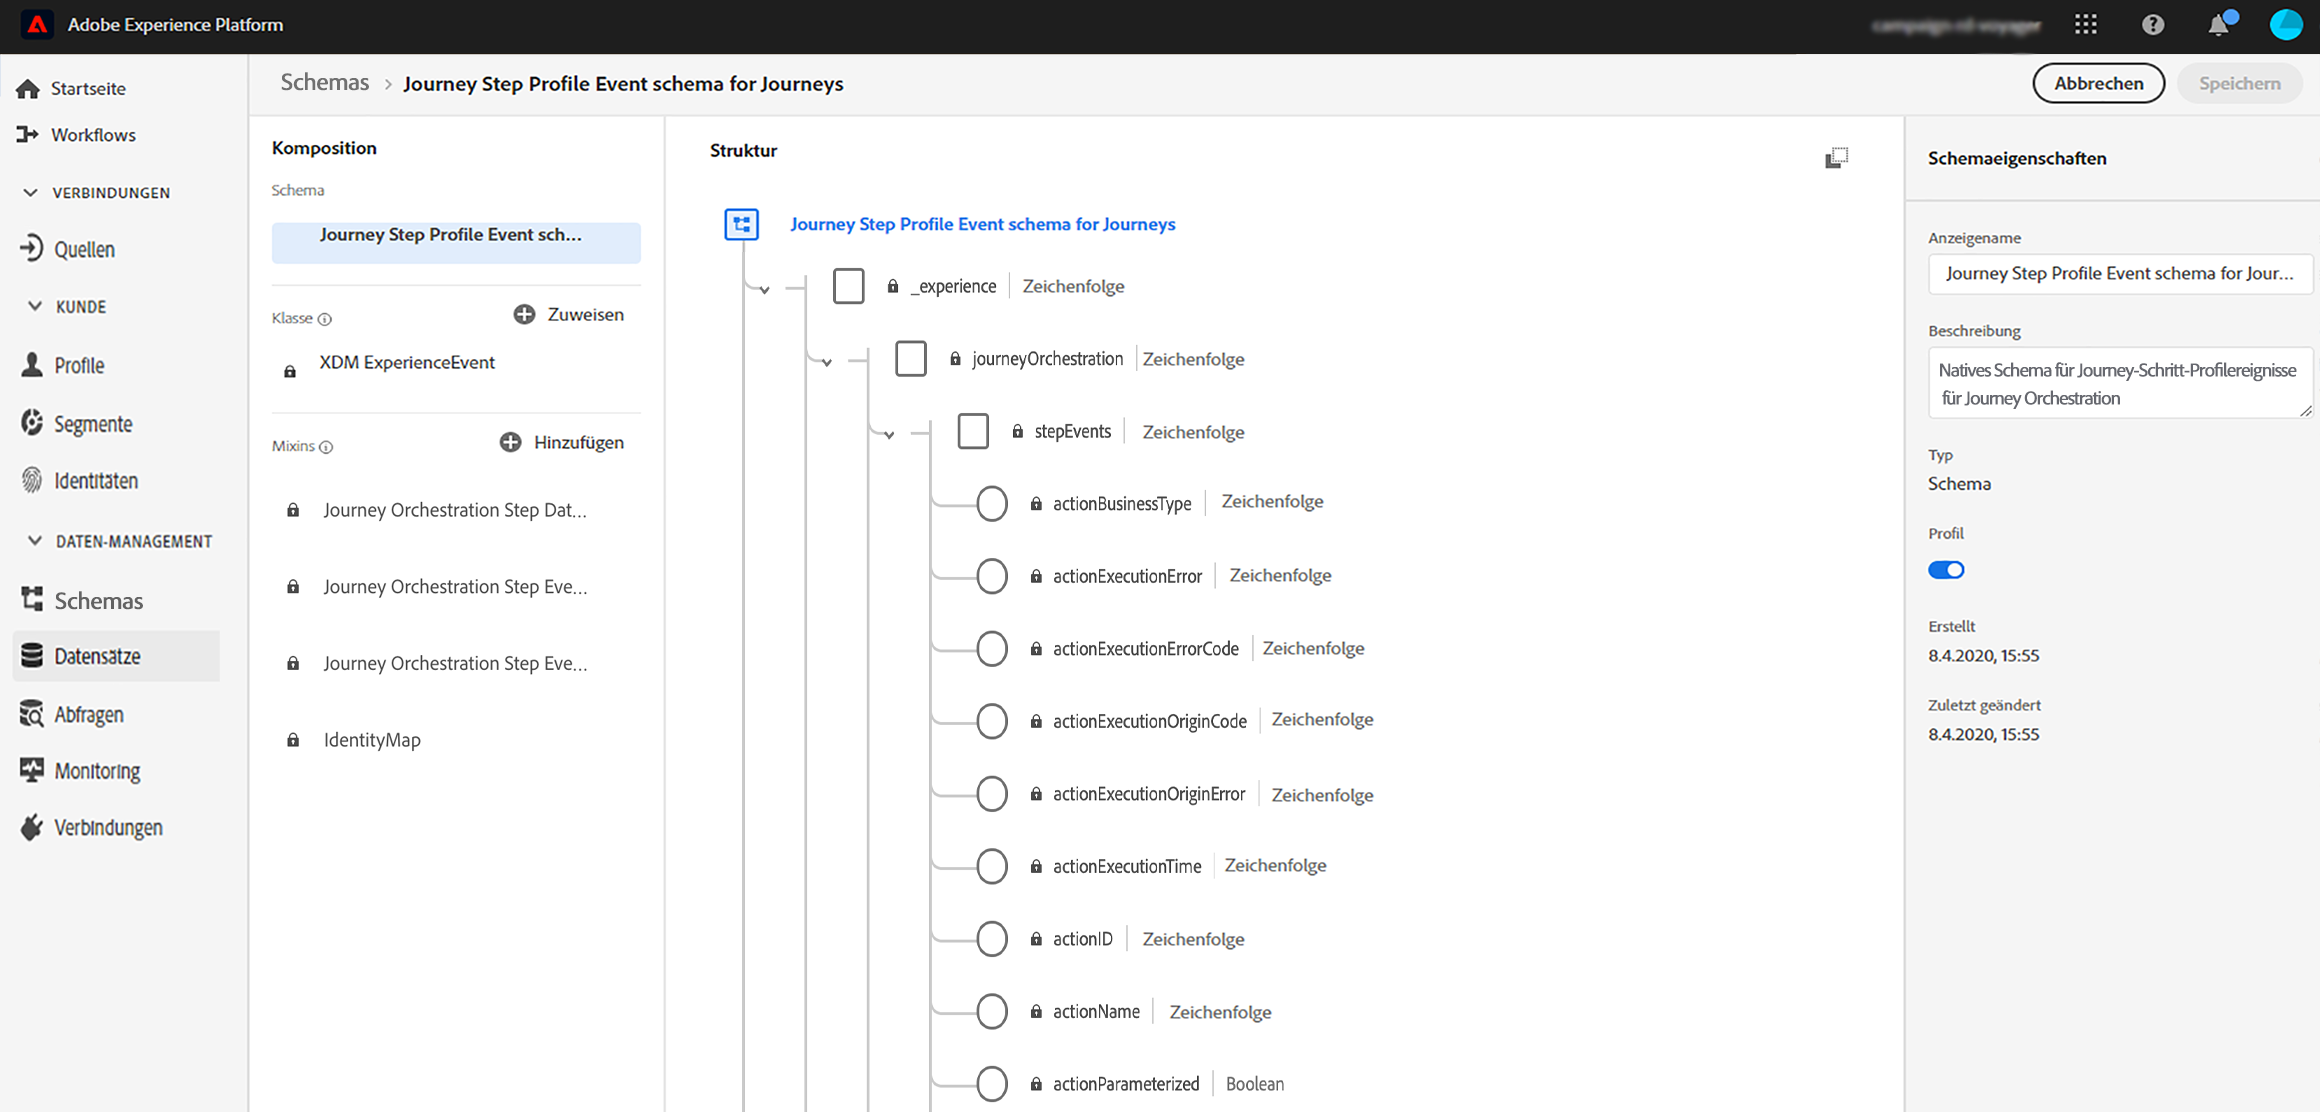 Adobe Experience Platform
Startseite
Workflows
VERBINDUNGEN
Quellen
KUNDE
Profile
Segmente
Identitäten
DATEN-MANAGEMENT
Schemas
Datensätze
Abfragen
Monitoring
Verbindungen
Schemas > Journey Step Profile Event schema for Journeys
Abbrechen
Speichern
Komposition
Schema
Journey Step Profile Event sch...
Klasse
Zuweisen
XDM ExperienceEvent
Mixins
Hinzufügen
Journey Orchestration Step Dat...
Journey Orchestration Step Eve...
Journey Orchestration Step Eve...
IdentityMap
Struktur
Journey Step Profile Event schema for Journeys
_experience | Zeichenfolge
journeyOrchestration | Zeichenfolge
stepEvents | Zeichenfolge
actionBusinessType | Zeichenfolge
actionExecutionError | Zeichenfolge
actionExecutionErrorCode | Zeichenfolge
actionExecutionOriginCode | Zeichenfolge
actionExecutionOriginError | Zeichenfolge
actionExecutionTime | Zeichenfolge
actionID | Zeichenfolge
actionName | Zeichenfolge
actionParameterized | Boolean
Schemaeigenschaften
Anzeigename
Journey Step Profile Event schema for Jour...
Beschreibung
Natives Schema für Journey-Schritt-Profilereignisse
für Journey Orchestration
Typ
Schema
Profil
Erstellt
8.4.2020, 15:55
Zuletzt geändert
8.4.2020, 15:55